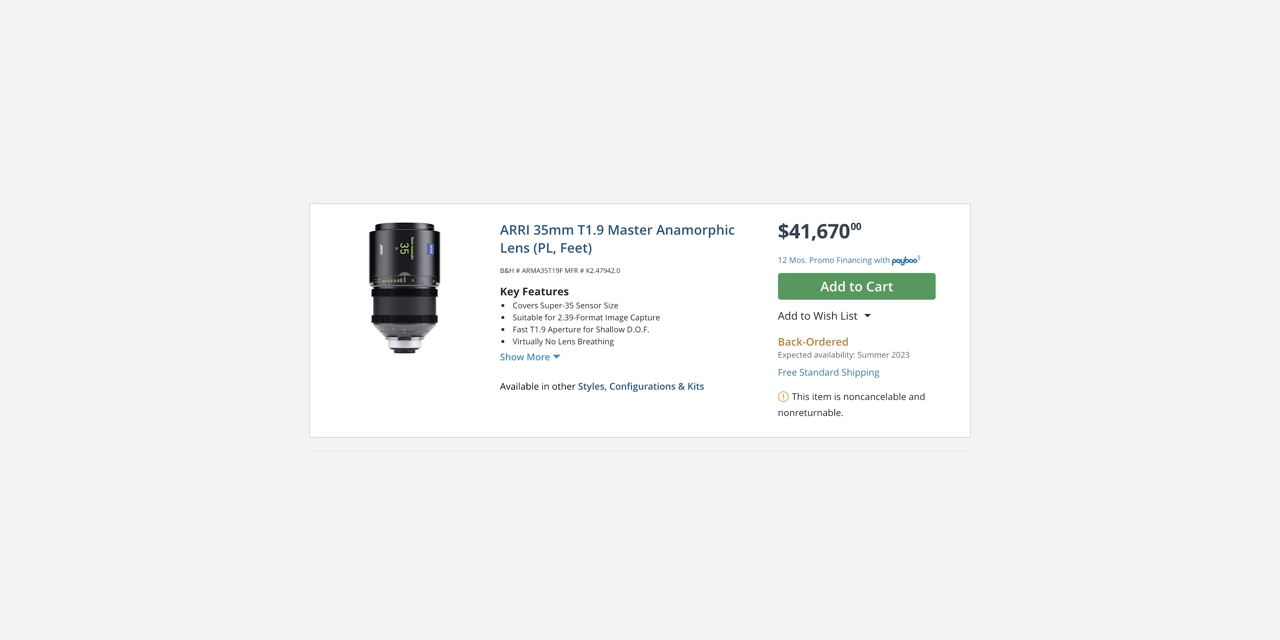 ARRI 35mm T1.9 Master Anamorphic
Lens (PL, Feet)
B&H # ARMA35T19F MFR # K2.47942.0
Key Features
• Covers Super-35 Sensor Size
• Suitable for 2.39-Format Image Capture
• Fast T1.9 Aperture for Shallow D.O.F.
• Virtually No Lens Breathing
Show More
Available in other Styles, Configurations & Kits
$41,670.00
12 Mos. Promo Financing with payboo$
Add to Cart
Add to Wish List
Back-Ordered
Expected availability: Summer 2023
Free Standard Shipping
This item is noncancelable and
nonreturnable.
35